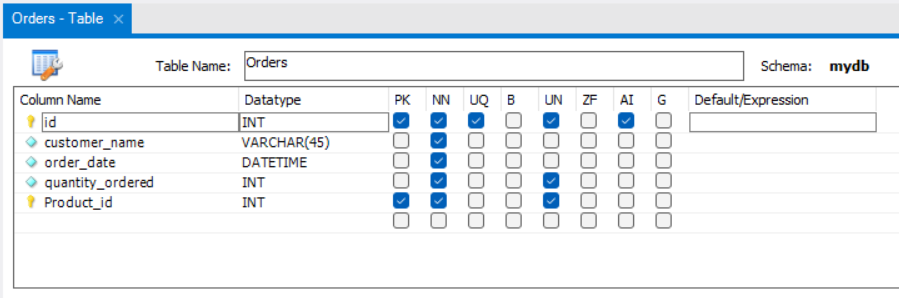 Orders - Table ×
Table Name: Orders Schema: mydb
Column Name Datatype PK NN UQ B UN ZF AI G Default/Expression
id INT
customer_name VARCHAR(45)
order_date DATETIME
quantity_ordered INT
Product_id INT